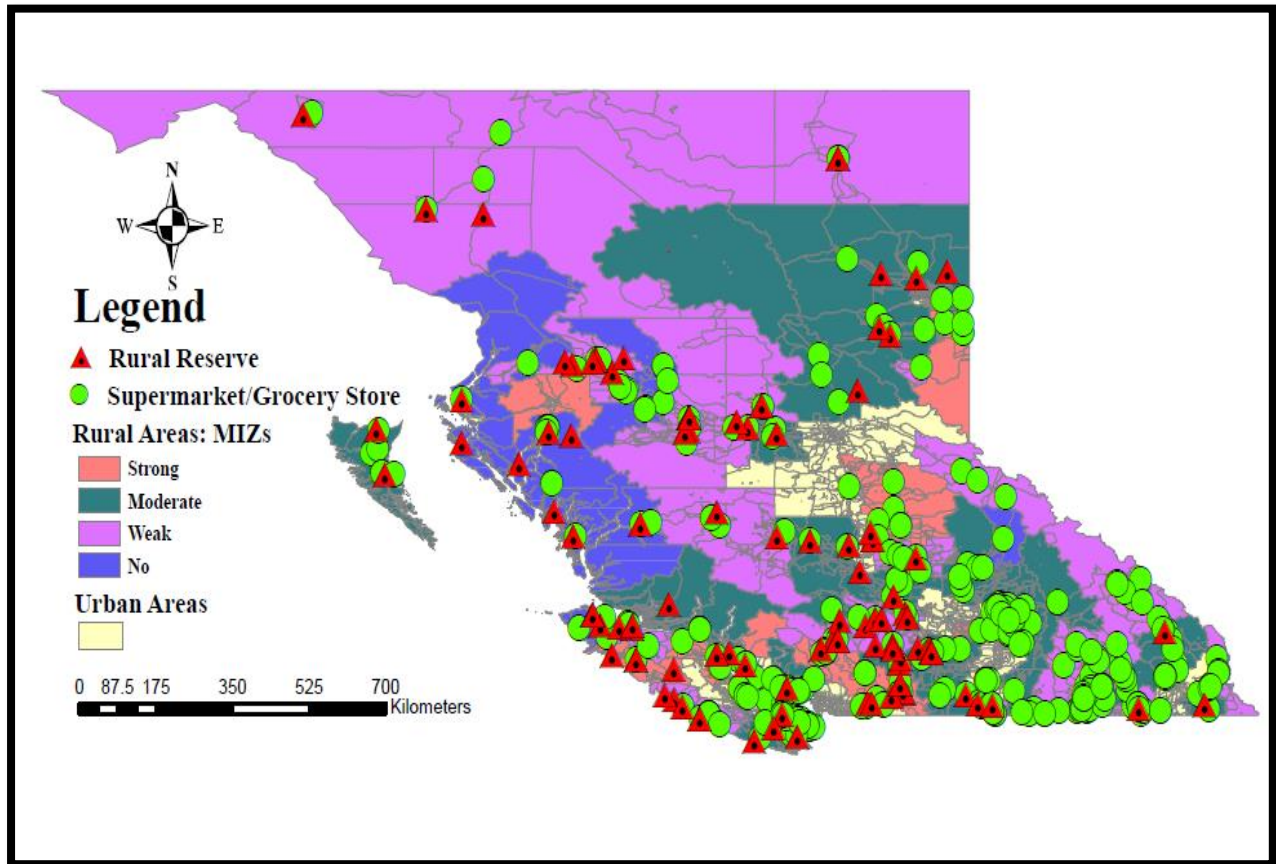 N
W E
S
Legend
Rural Reserve
Supermarket/Grocery Store
Rural Areas: MIZs
Strong
Moderate
Weak
No
Urban Areas
0 87.5 175 350 525 700
Kilometers